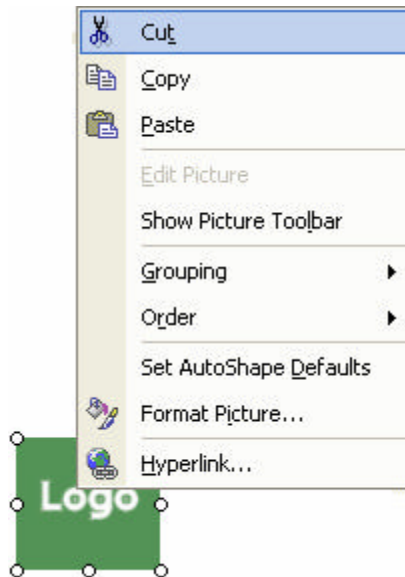 Cut
Copy
Paste
Edit Picture
Show Picture Toolbar
Grouping
Order
Set AutoShape Defaults
Format Picture...
Hyperlink...
Logo